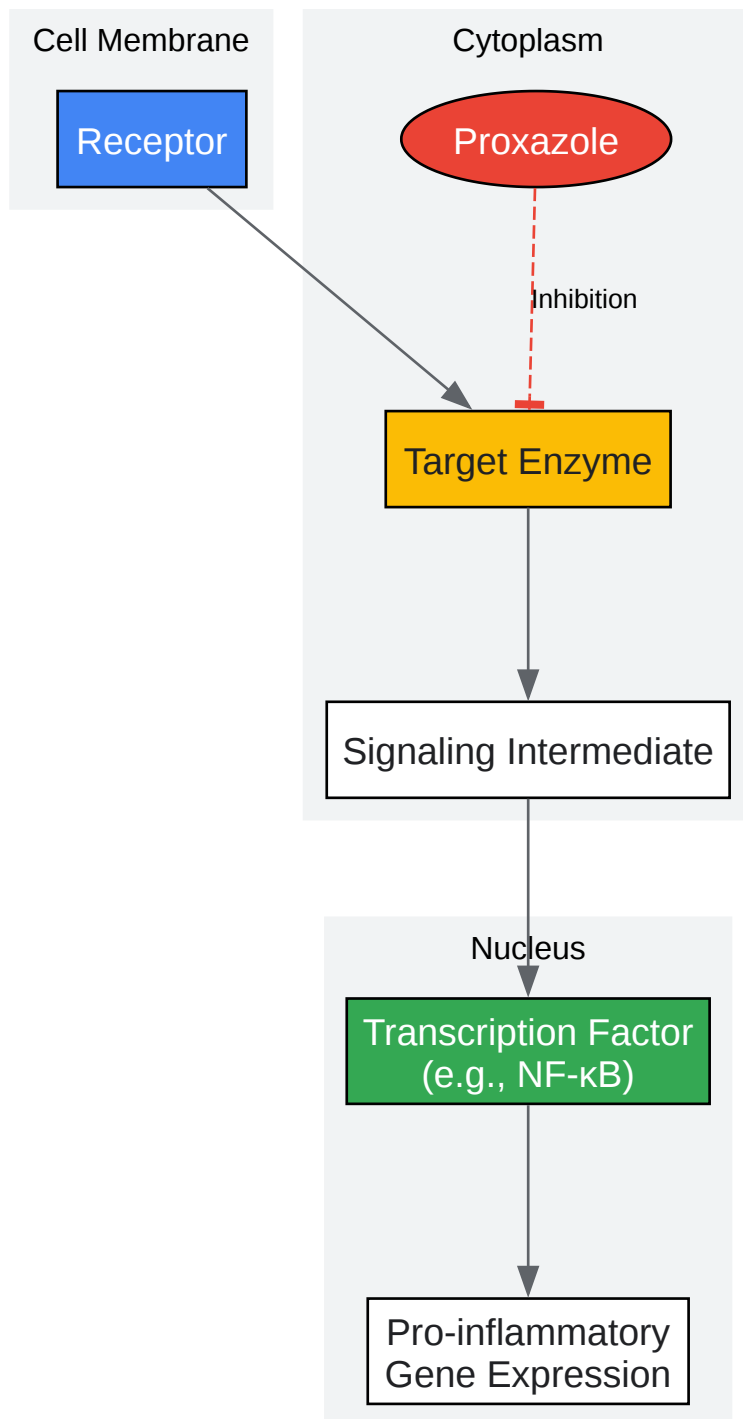 Cell Membrane
Receptor
Cytoplasm
Proxazole
Inhibition
Target Enzyme
Signaling Intermediate
Nucleus
Transcription Factor
(e.g., NF-κB)
Pro-inflammatory
Gene Expression